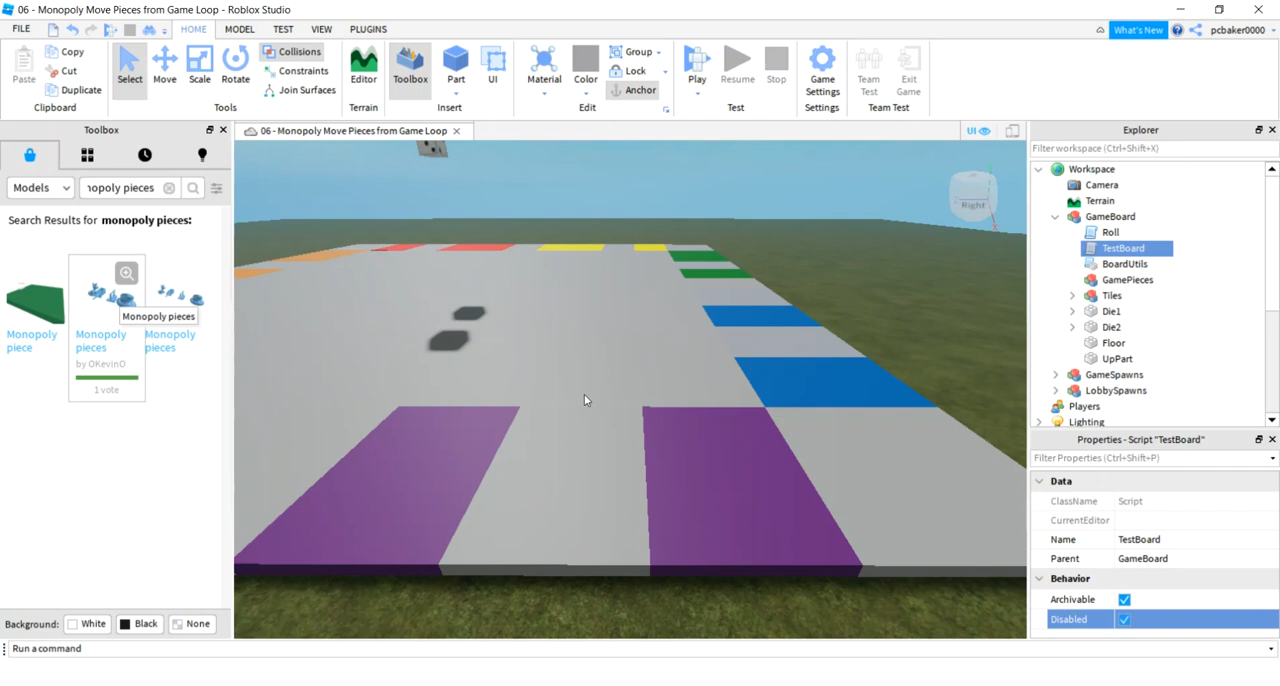 06 - Monopoly Move Pieces from Game Loop - Roblox Studio
FILE HOME MODEL TEST VIEW PLUGINS What's New pcbaker0000
Paste Copy Cut Duplicate Clipboard
Select Move Scale Rotate Collisions Constraints Join Surfaces Tools
Editor Terrain
Toolbox Part UI Insert
Material Color Group Lock Anchor Edit
Play Resume Stop Test
Game Settings Settings
Team Test Exit Game Team Test
Toolbox
Models
nopoly pieces
Search Results for monopoly pieces:
Monopoly piece
Monopoly pieces
by OKevinO
1 vote
Monopoly pieces
Monopoly pieces
Background: White Black None
06 - Monopoly Move Pieces from Game Loop
UI
Right
Explorer
Filter workspace (Ctrl+Shift+X)
Workspace
Camera
Terrain
GameBoard
Roll
TestBoard
BoardUtils
GamePieces
Tiles
Die1
Die2
Floor
UpPart
GameSpawns
LobbySpawns
Players
Lighting
Properties - Script "TestBoard"
Filter Properties (Ctrl+Shift+P)
Data
ClassName Script
CurrentEditor
Name TestBoard
Parent GameBoard
Behavior
Archivable
Disabled
Run a command